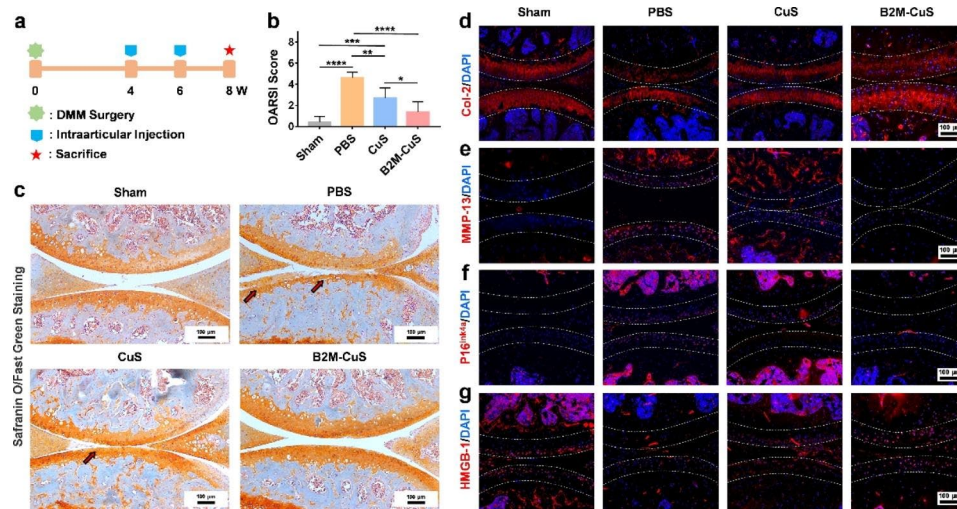 a
0 4 6 8 W
: DMM Surgery
: Intraarticular Injection
: Sacrifice
b
OARSI Score
8
6
4
2
0
****
***
****
**
*
Sham
PBS
CuS
B2M-CuS
c
Safranin O/Fast Green Staining
Sham
PBS
100 μm
100 μm
CuS
B2M-CuS
100 μm
100 μm
Sham
PBS
CuS
B2M-CuS
d
Col-2/DAPI
100 μm
e
MMP-13/DAPI
100 μm
f
P16ink4a/DAPI
100 μm
g
HMGB-1/DAPI
100 μm